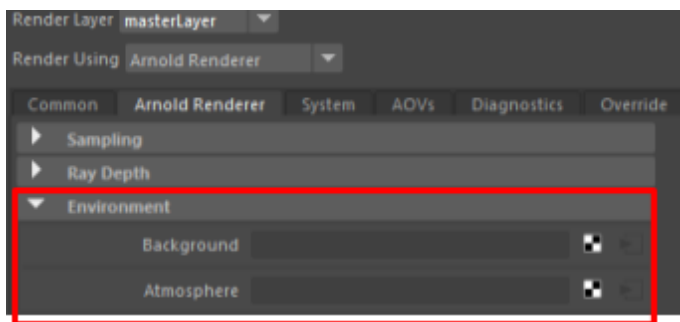 Render Layer masterLayer
Render Using Arnold Renderer
Common Arnold Renderer System AOVs Diagnostics Override
Sampling
Ray Depth
Environment
Background
Atmosphere